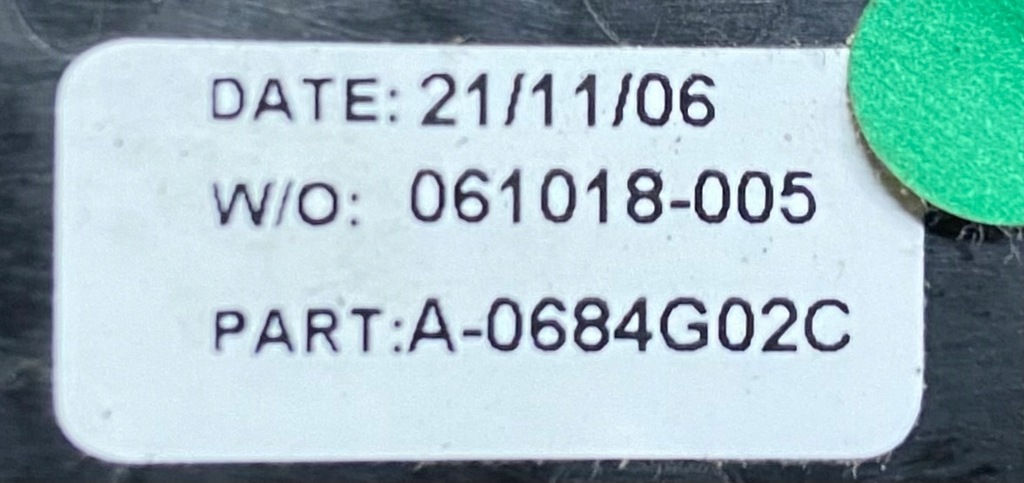 DATE: 21/11/06
W/O: 061018-005
PART:A-0684G02C